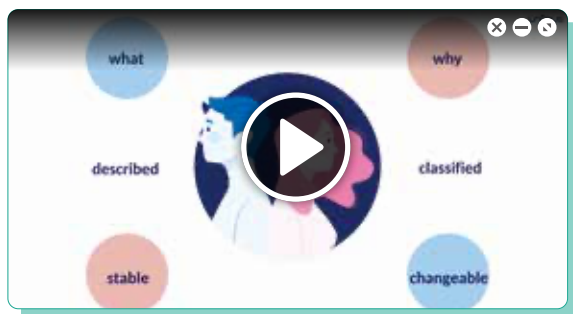 what
why
described
classified
stable
changeable